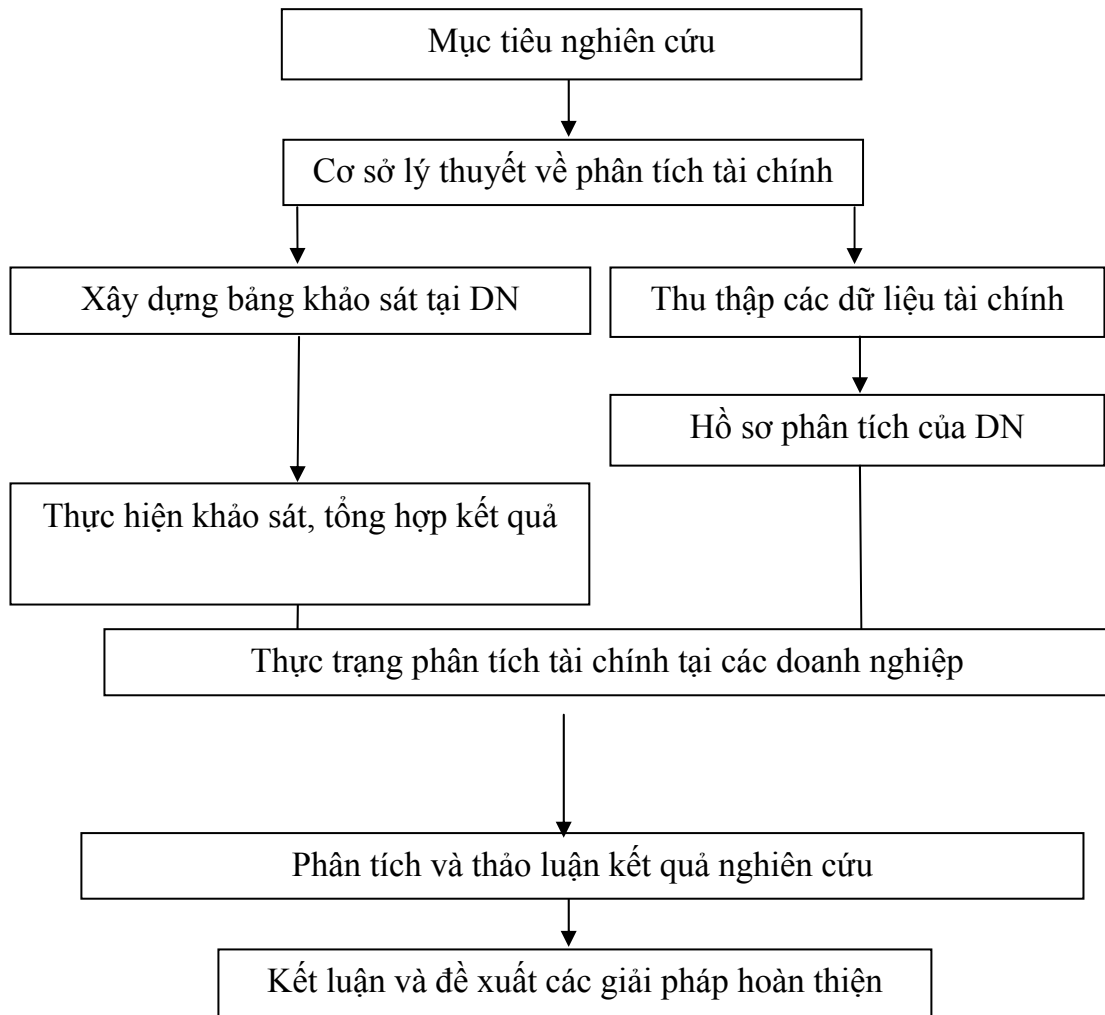 Mục tiêu nghiên cứu
Cơ sở lý thuyết về phân tích tài chính
Xây dựng bảng khảo sát tại DN
Thu thập các dữ liệu tài chính
Hồ sơ phân tích của DN
Thực hiện khảo sát, tổng hợp kết quả
Thực trạng phân tích tài chính tại các doanh nghiệp
Phân tích và thảo luận kết quả nghiên cứu
Kết luận và đề xuất các giải pháp hoàn thiện